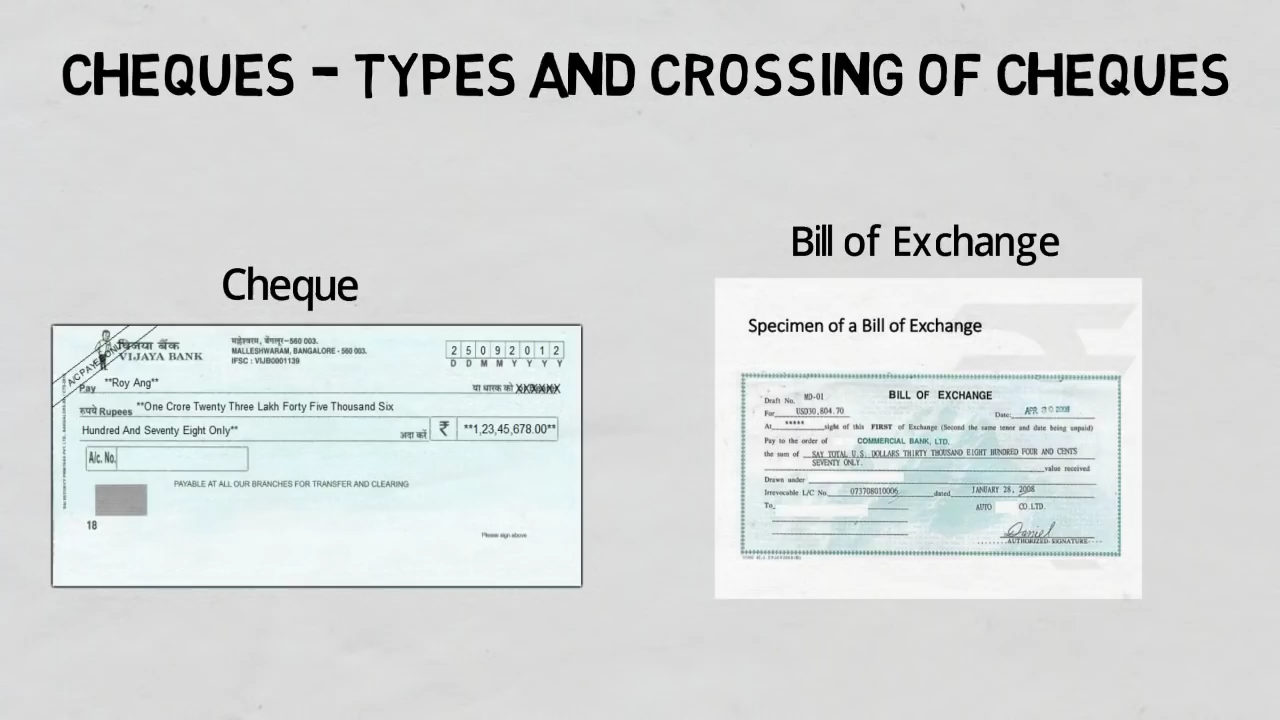 CHEQUES - TYPES AND CROSSING OF CHEQUES
Cheque
A/C PAYEE ONLY
विजया बैंक
VIJAYA BANK
मल्लेश्वरम, बेंगलूर-560 003.
MALLESHWARAM, BANGALORE - 560 003.
IFSC : VIJB0001139
2 5 0 9 2 0 1 2
D D M M Y Y Y Y
Pay **Roy Ang** या धारक को
रुपये Rupees **One Crore Twenty Three Lakh Forty Five Thousand Six
Hundred And Seventy Eight Only** अदा करें ₹ **1,23,45,678.00**
A/c. No.
PAYABLE AT ALL OUR BRANCHES FOR TRANSFER AND CLEARING
18
Please sign above
Bill of Exchange
Specimen of a Bill of Exchange
BILL OF EXCHANGE
Draft No. MD-01
For USD30,804.70 Date: APR 2008
At ***** sight of this FIRST of Exchange (Second the same tenor and date being unpaid)
Pay to the order of COMMERCIAL BANK, LTD.
the sum of SAY TOTAL U.S. DOLLARS THIRTY THOUSAND EIGHT HUNDRED FOUR AND CENTS
SEVENTY ONLY. value received
Drawn under
Irrevocable L/C No. 073708010006 dated JANUARY 28, 2008
To AUTO CO.LTD.
Daniel
AUTHORIZED SIGNATURE